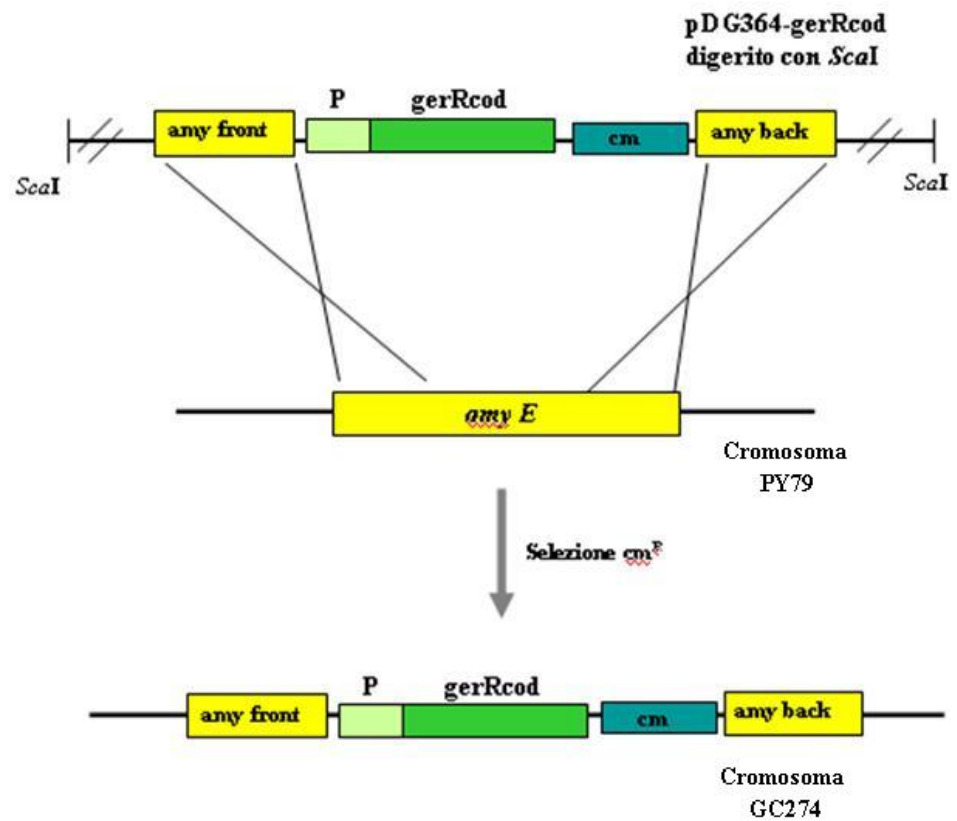 pDG364-gerRcod
digerito con ScaI
P gerRcod
amy front
cm
amy back
ScaI
ScaI
amy E
Cromosoma
PY79
Selezione cmR
P gerRcod
amy front
cm
amy back
Cromosoma
GC274